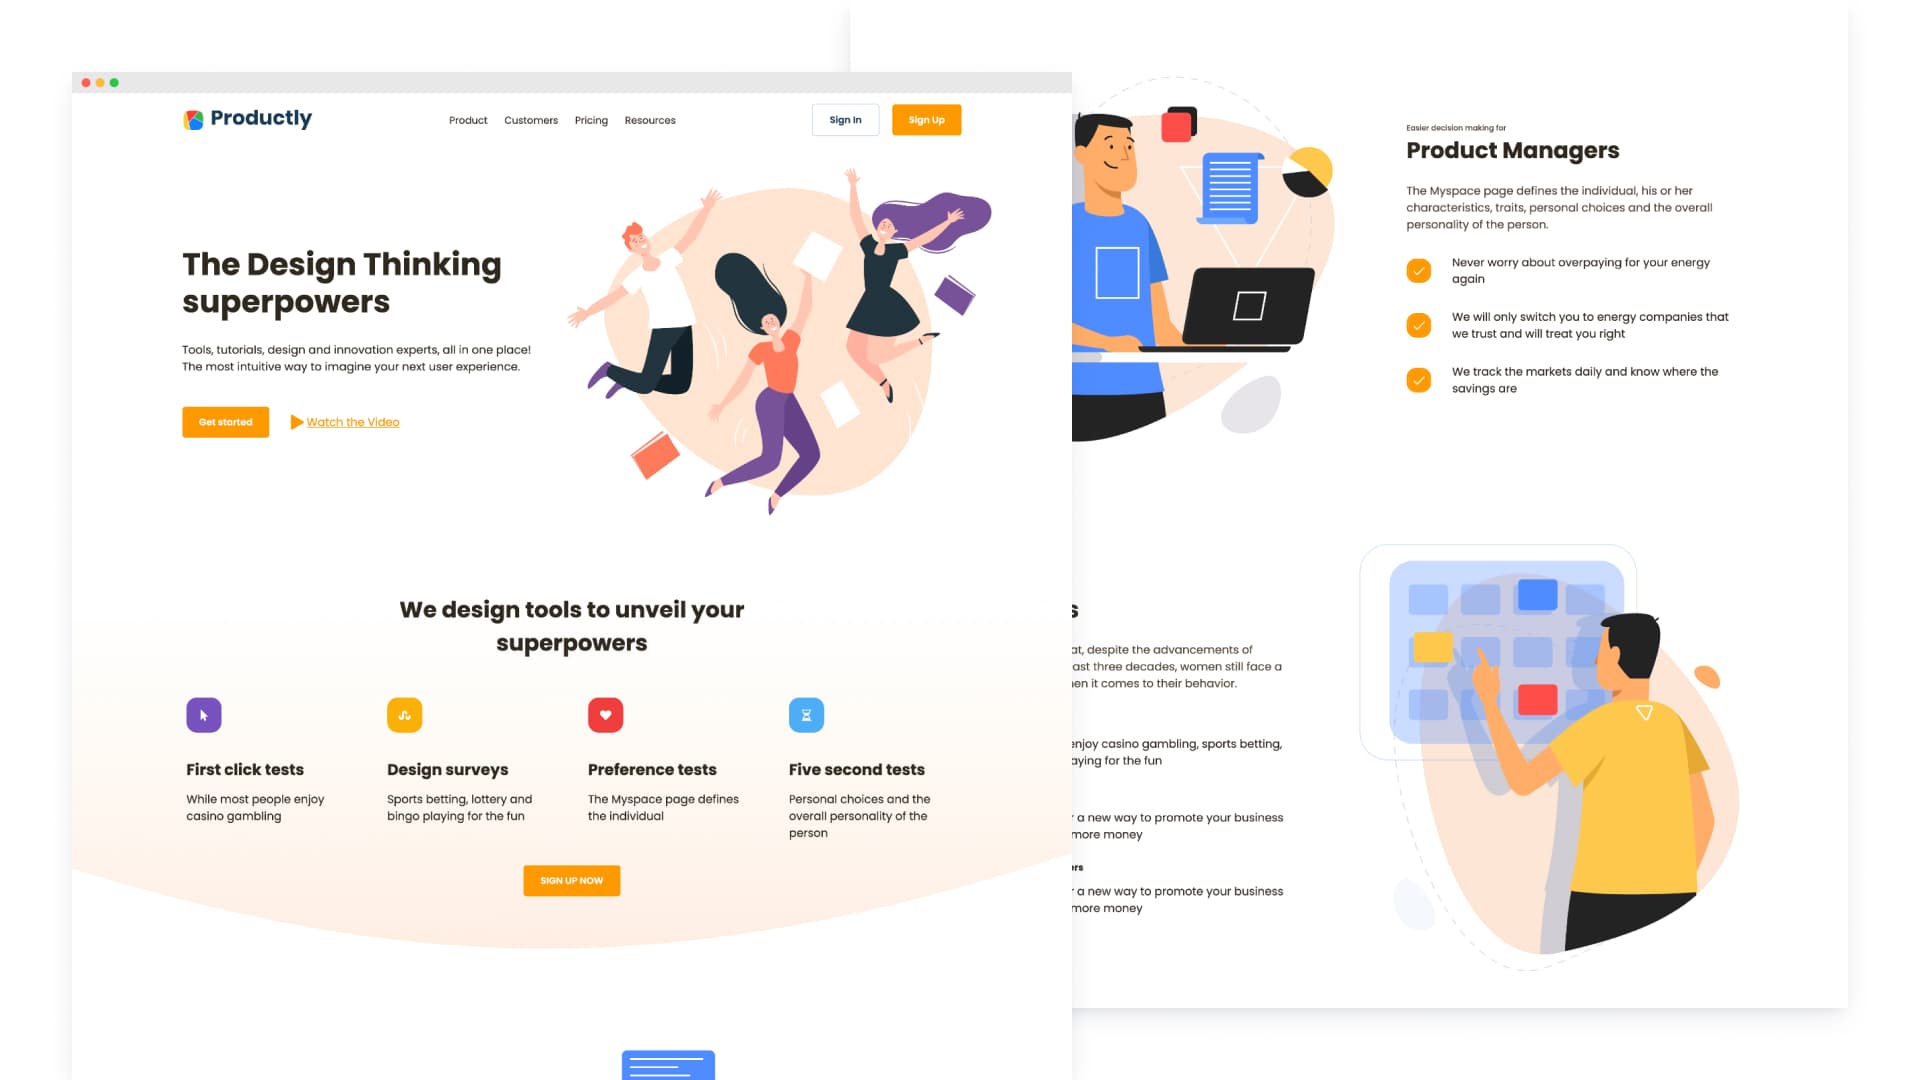 Productly
Product
Customers
Pricing
Resources
Sign In
Sign Up
The Design Thinking
superpowers
Tools, tutorials, design and innovation experts, all in one place!
The most intuitive way to imagine your next user experience.
Get started
Watch the Video
We design tools to unveil your
superpowers
First click tests
While most people enjoy
casino gambling
Design surveys
Sports betting, lottery and
bingo playing for the fun
Preference tests
The Myspace page defines
the individual
Five second tests
Personal choices and the
overall personality of the
person
SIGN UP NOW
Easier decision making for
Product Managers
The Myspace page defines the individual, his or her
characteristics, traits, personal choices and the overall
personality of the person.
Never worry about overpaying for your energy
again
We will only switch you to energy companies that
we trust and will treat you right
We track the markets daily and know where the
savings are
s
at, despite the advancements of
ast three decades, women still face a
en it comes to their behavior.
enjoy casino gambling, sports betting,
aying for the fun
a new way to promote your business
more money
ers
a new way to promote your business
more money